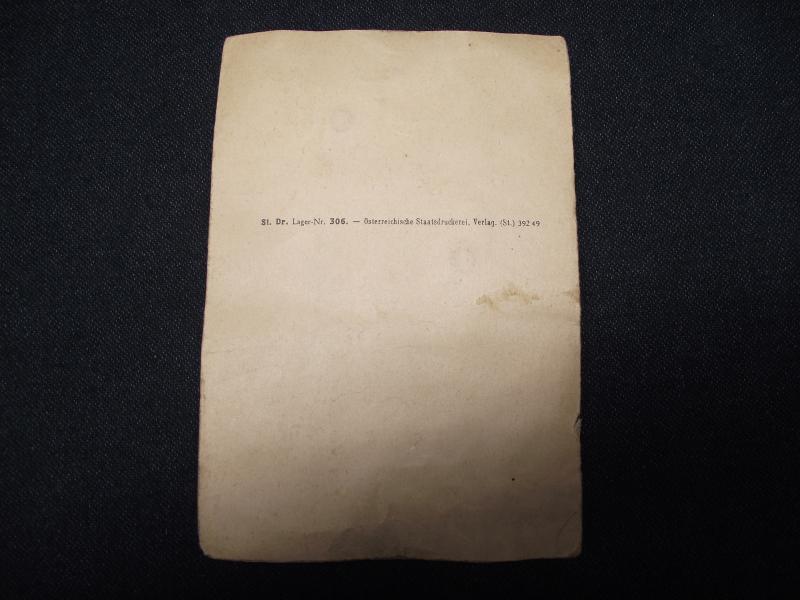 St. Dr. Lager-Nr. 306. — Österreichische Staatsdruckerei, Verlag. (St.) 392 49